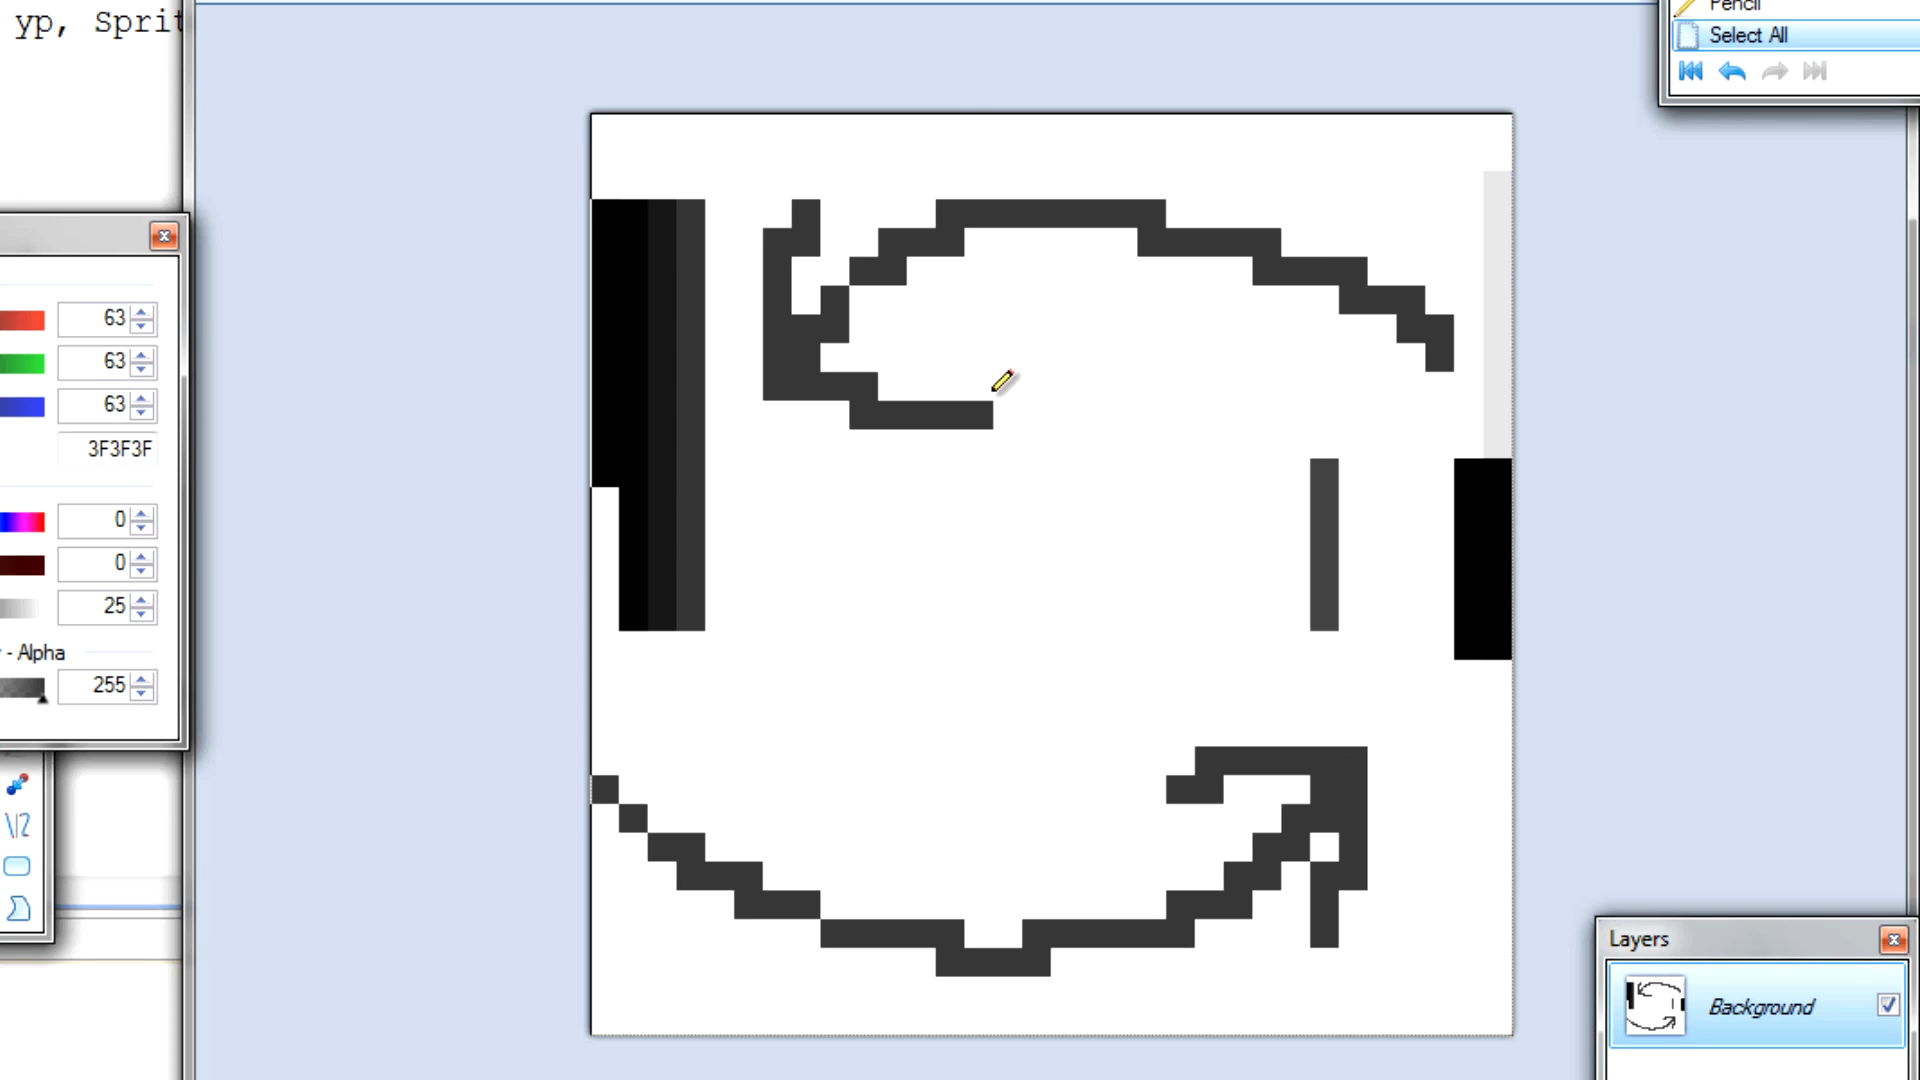 yp, Sprit
Pencil
Select All
63
63
63
3F3F3F
0
0
25
- Alpha
255
Layers
Background